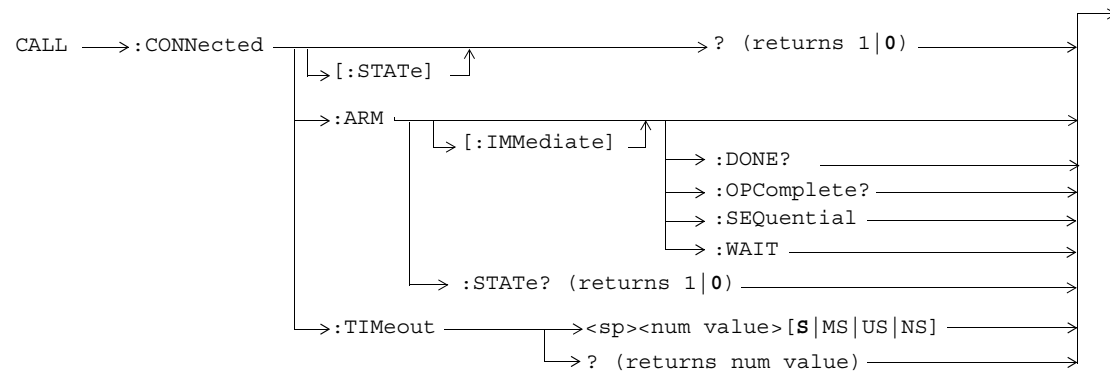 CALL :CONNected ? (returns 1|0)
[:STATe]
:ARM
[:IMMediate]
:DONE?
:OPComplete?
:SEQuential
:WAIT
:STATe? (returns 1|0)
:TIMeout <sp><num value>[S|MS|US|NS]
? (returns num value)